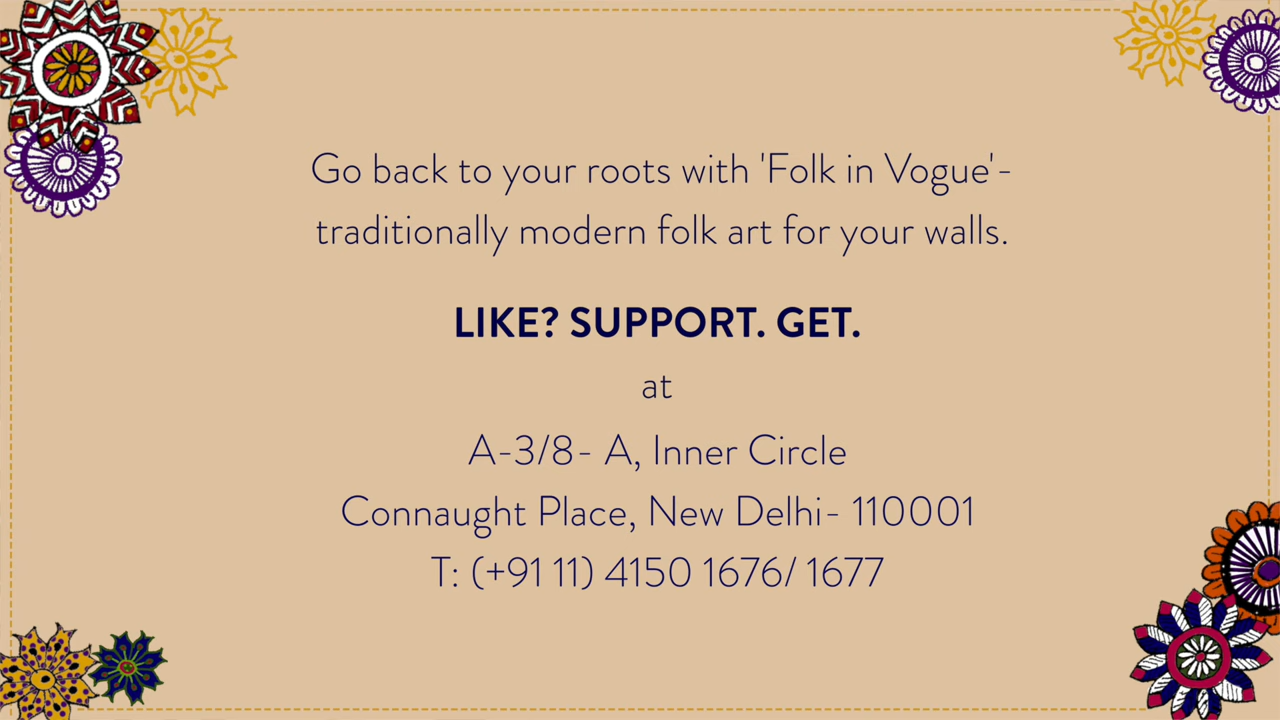 Go back to your roots with 'Folk in Vogue'-
traditionally modern folk art for your walls.
LIKE? SUPPORT. GET.
at
A-3/8- A, Inner Circle
Connaught Place, New Delhi- 110001
T: (+91 11) 4150 1676/ 1677